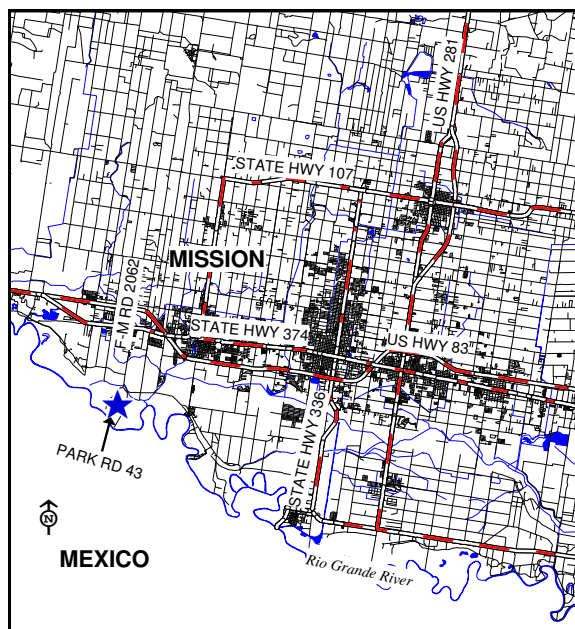 US HWY 281
STATE HWY 107
MISSION
F-M RD 2062
STATE HWY 374
US HWY 83
STATE HWY 336
PARK RD 43
N
MEXICO
Rio Grande River